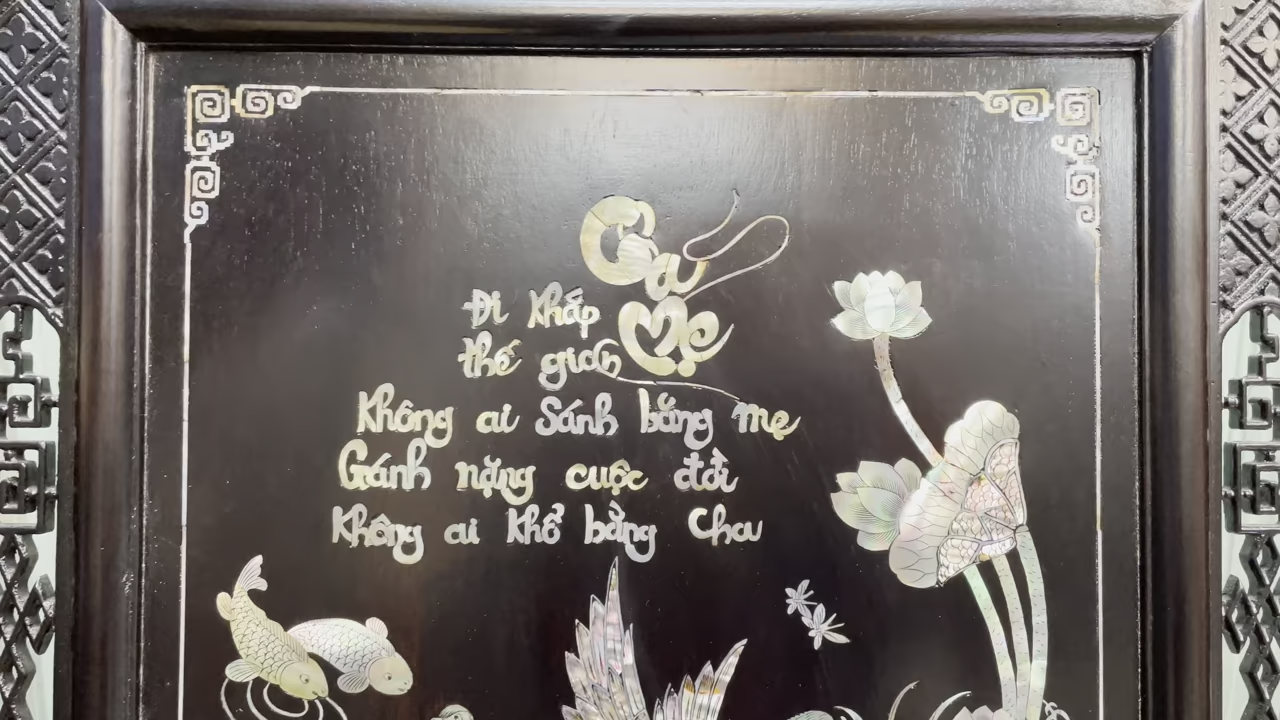 Cha
Mẹ
Đi khắp
thế gian
Không ai Sánh bằng mẹ
Gánh nặng cuộc đời
Không ai khổ bằng Cha